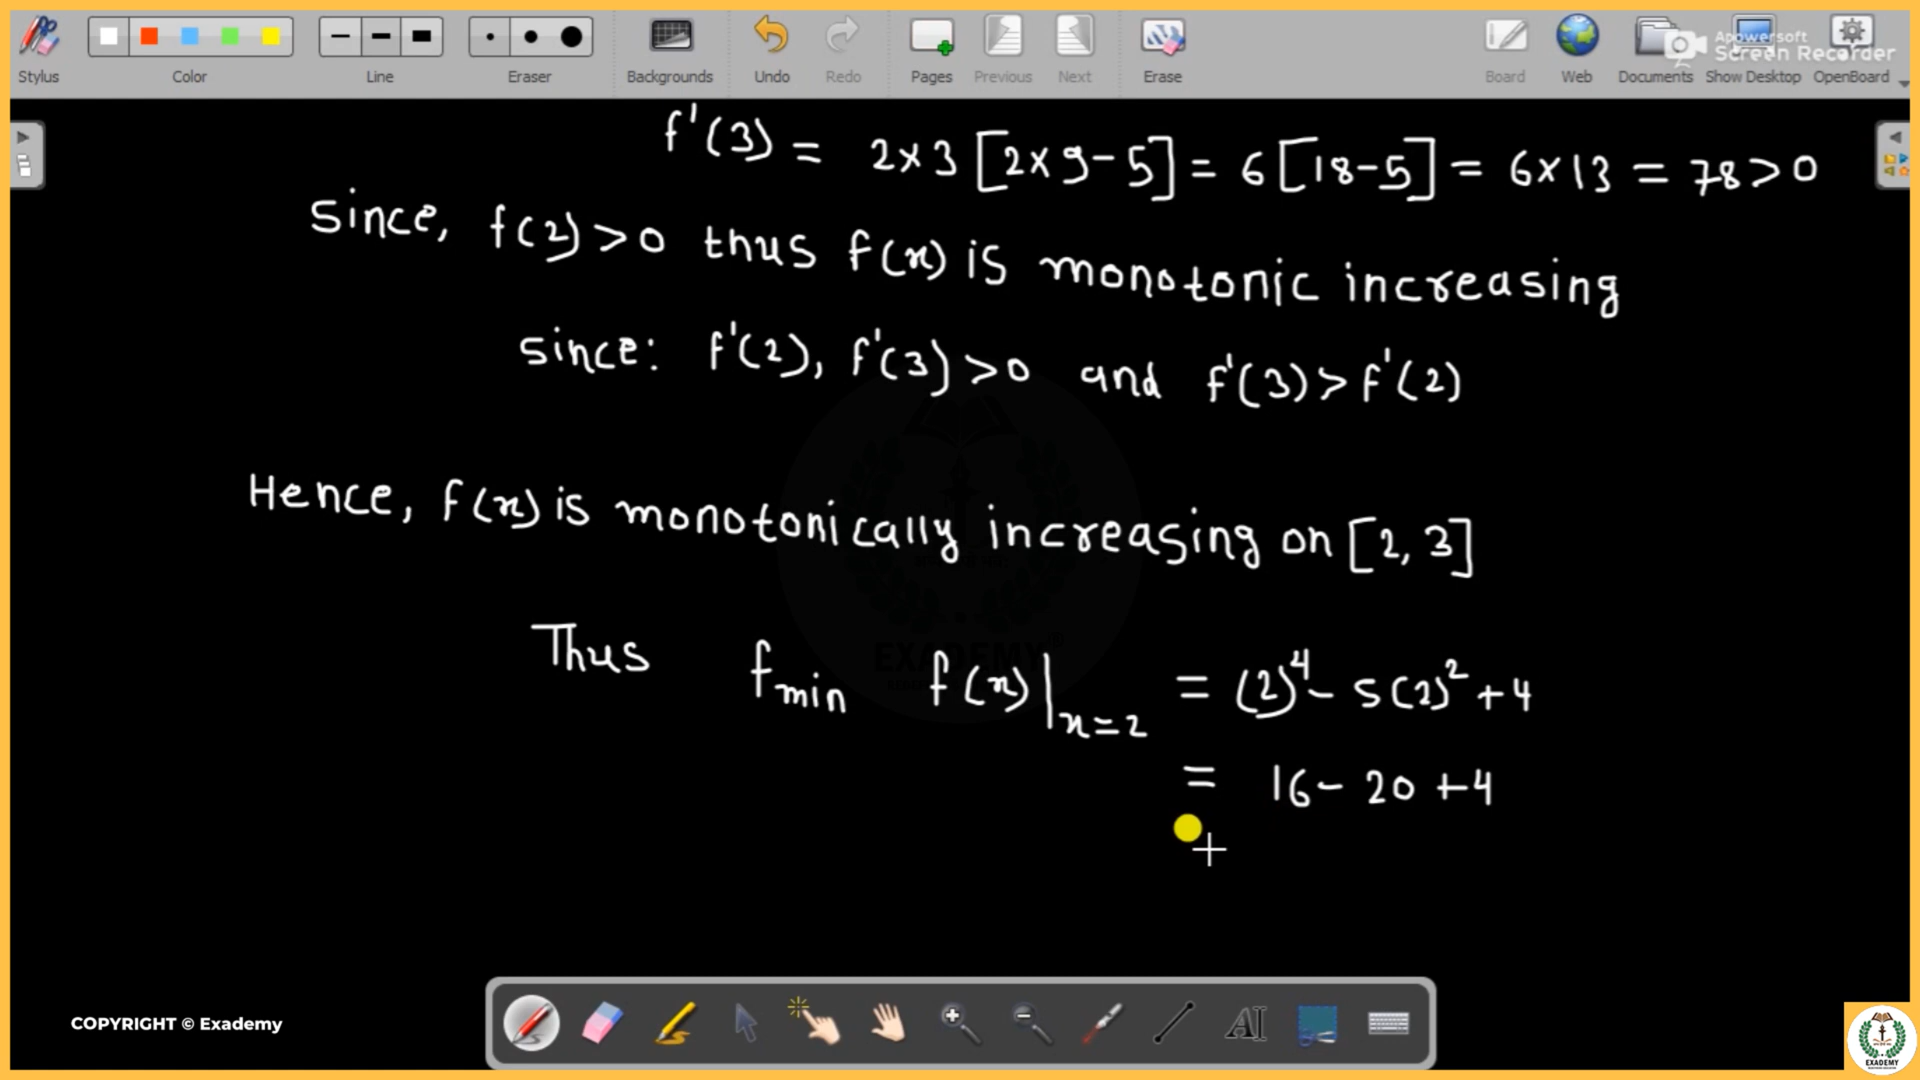 Stylus Color Line Eraser Backgrounds Undo Redo Pages Previous Next Erase Board Web Documents Show Desktop OpenBoard
Apowersoft
Screen Recorder
f'(3) = 2×3 [2×9-5] = 6 [18-5] = 6×13 = 78>0
Since, f(2)>0 thus f(x) is monotonic increasing
since: f'(2), f'(3)>0 and f'(3)>f'(2)
Hence, f(x) is monotonically increasing on [2, 3]
Thus fmin f(x)|x=2 = (2)⁴- 5(2)²+4
= 16- 20 +4
EXADEMY
COPYRIGHT © Exademy
EXADEMY